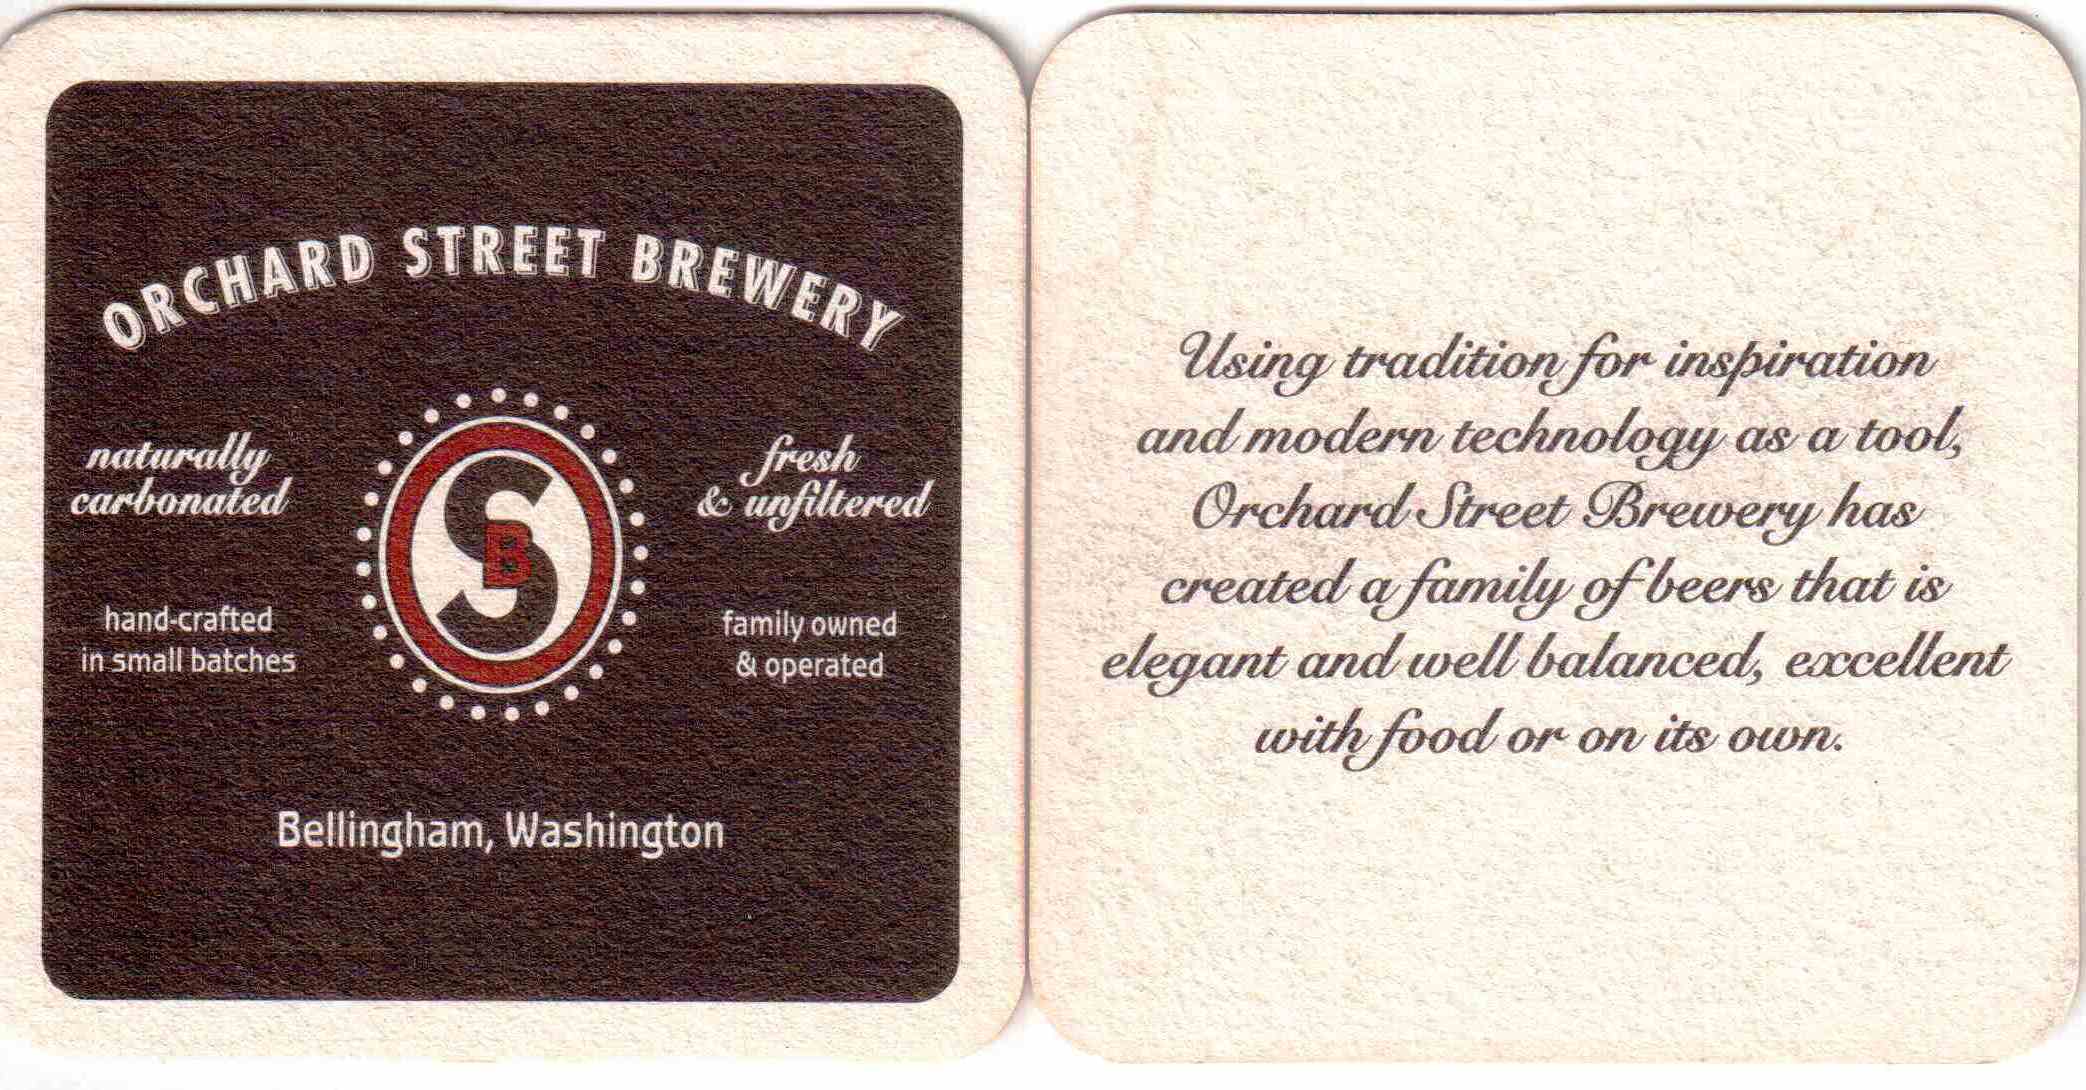 ORCHARD STREET BREWERY
naturally
carbonated
fresh
& unfiltered
OSB
hand-crafted
in small batches
family owned
& operated
Bellingham, Washington
Using tradition for inspiration
and modern technology as a tool,
Orchard Street Brewery has
created a family of beers that is
elegant and well balanced, excellent
with food or on its own.